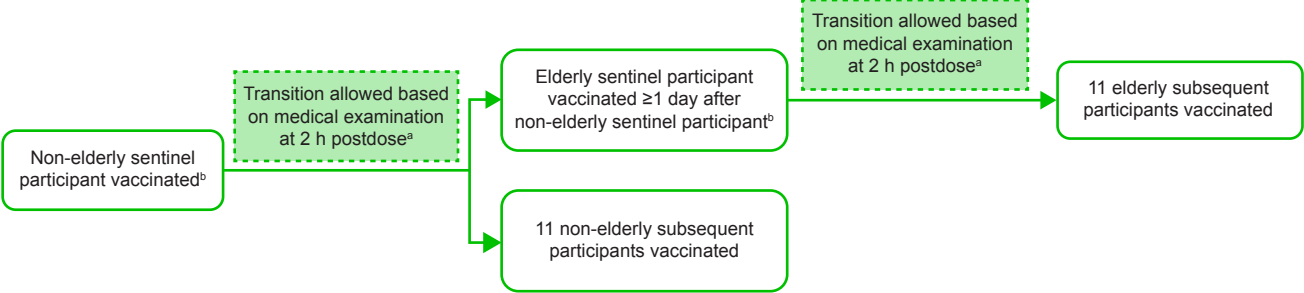 Non-elderly sentinel
participant vaccinatedᵇ
Transition allowed based
on medical examination
at 2 h postdoseᵃ
Elderly sentinel participant
vaccinated ≥1 day after
non-elderly sentinel participantᵇ
11 non-elderly subsequent
participants vaccinated
Transition allowed based
on medical examination
at 2 h postdoseᵃ
11 elderly subsequent
participants vaccinated